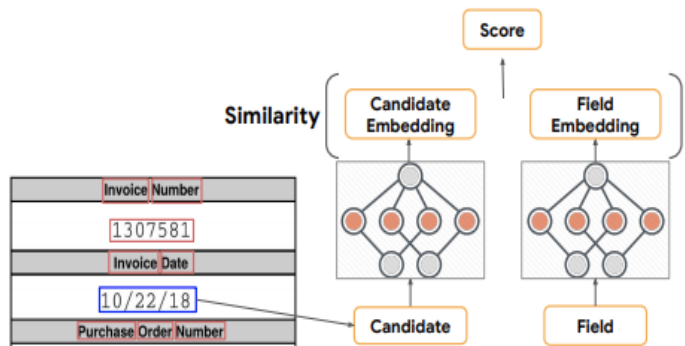 Score
Similarity
Candidate
Embedding
Field
Embedding
Invoice Number
1307581
Invoice Date
10/22/18
Purchase Order Number
Candidate
Field